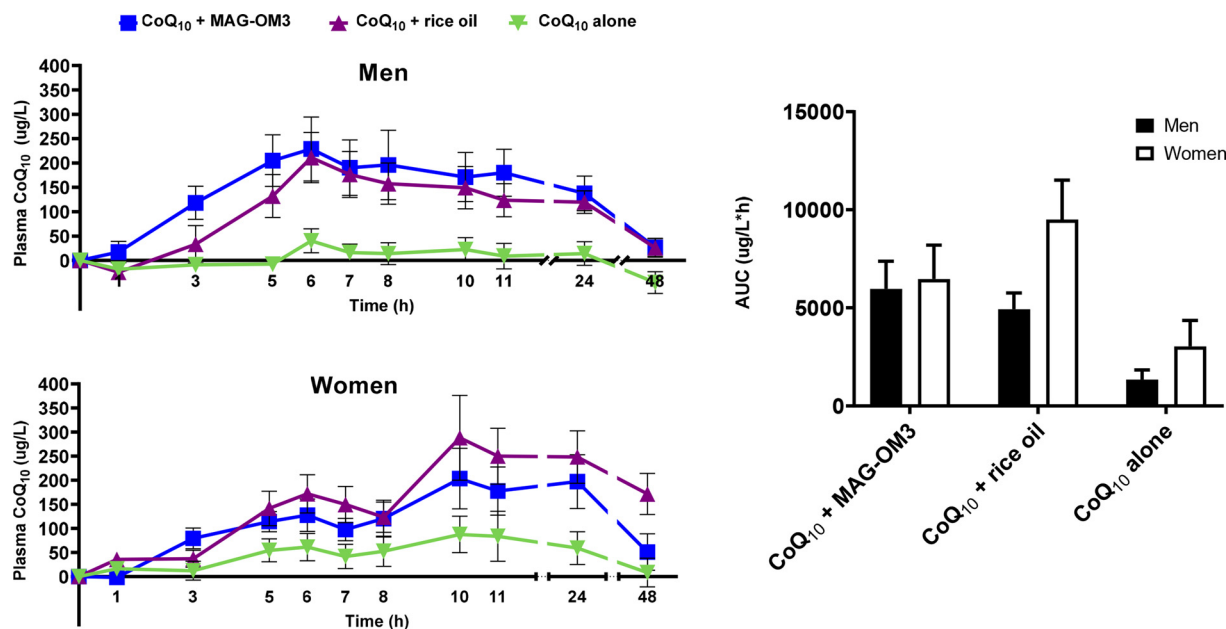 CoQ₁₀ + MAG-OM3 CoQ₁₀ + rice oil CoQ₁₀ alone
Men
Plasma CoQ₁₀ (ug/L)
400
350
300
250
200
150
100
50
0
1 3 5 6 7 8 10 11 24 48
Time (h)
Women
Plasma CoQ₁₀ (ug/L)
400
350
300
250
200
150
100
50
0
1 3 5 6 7 8 10 11 24 48
Time (h)
AUC (ug/L*h)
15000
10000
5000
0
Men
Women
CoQ₁₀ + MAG-OM3
CoQ₁₀ + rice oil
CoQ₁₀ alone